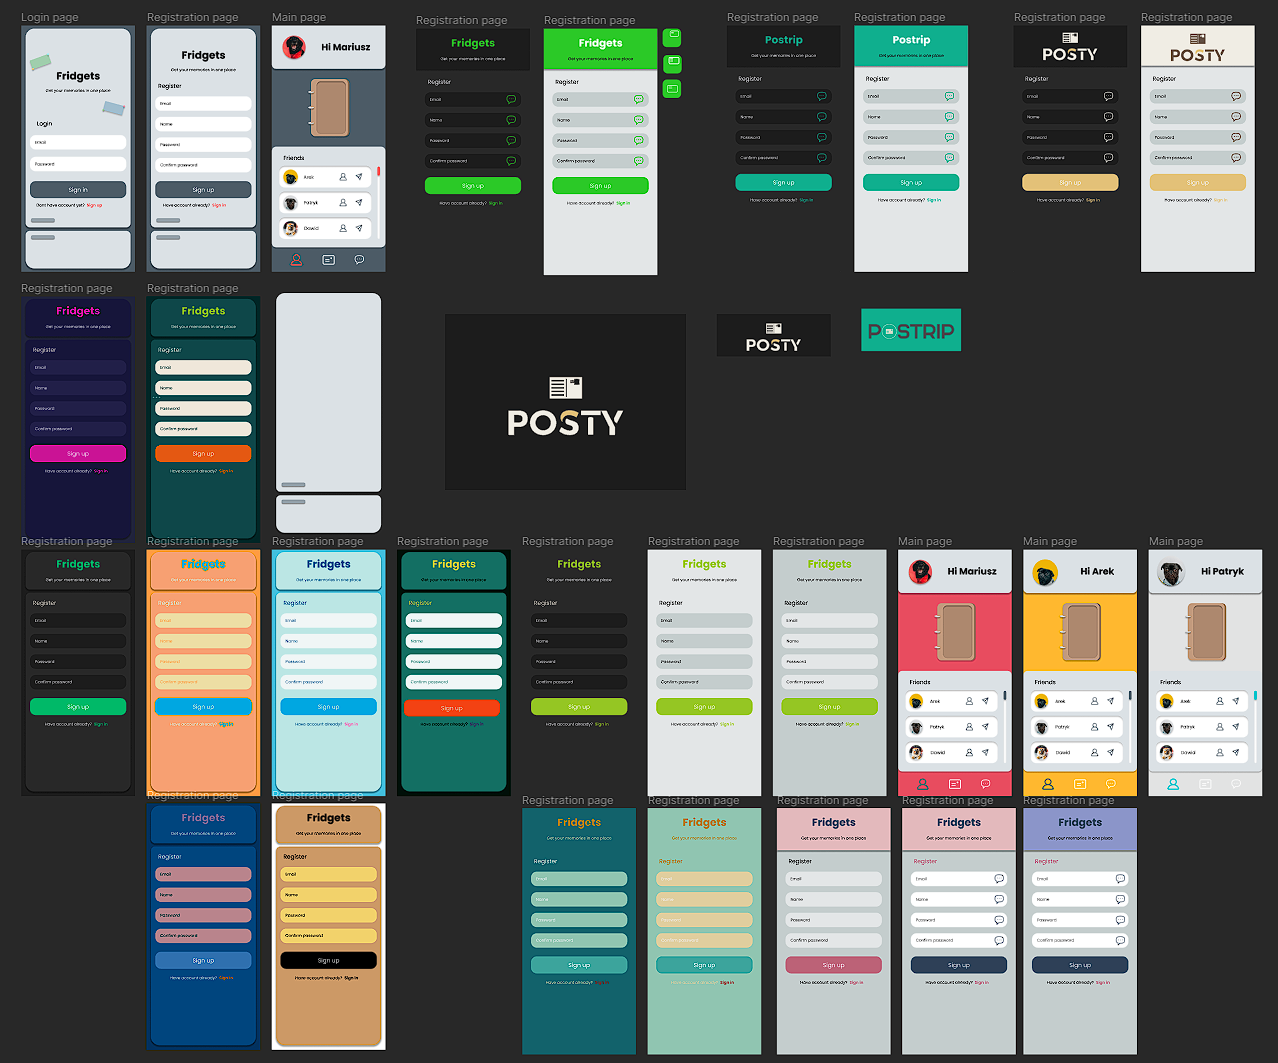 Login page
Fridgets
Get your memories in one place
Login
Email
Password
Sign in
Dont have account yet? Sign up
Registration page
Fridgets
Get your memories in one place
Register
Email
Name
Password
Confirm password
Sign up
Have account already? Sign in
Main page
Hi Mariusz
Friends
Arek
Patryk
Dawid
Registration page
Fridgets
Get your memories in one place
Register
Email
Name
Password
Confirm password
Sign up
Have account already? Sign in
Registration page
Fridgets
Get your memories in one place
Register
Email
Name
Password
Confirm password
Sign up
Have account already? Sign in
Registration page
Postrip
Get your memories in one place
Register
Email
Name
Password
Confirm password
Sign up
Have account already? Sign in
Registration page
Postrip
Get your memories in one place
Register
Email
Name
Password
Confirm password
Sign up
Have account already? Sign in
Registration page
POSTY
Register
Email
Name
Password
Confirm password
Sign up
Have account already? Sign in
Registration page
POSTY
Register
Email
Name
Password
Confirm password
Sign up
Have account already? Sign in
Registration page
Fridgets
Get your memories in one place
Register
Email
Name
Password
Confirm password
Sign up
Have account already? Sign in
Registration page
Fridgets
Get your memories in one place
Register
Email
Name
Password
Confirm password
Sign up
Have account already? Sign in
POSTY
POSTY
POSTRIP
Registration page
Fridgets
Get your memories in one place
Register
Email
Name
Password
Confirm password
Sign up
Have account already? Sign in
Registration page
Fridgets
Get your memories in one place
Register
Email
Name
Password
Confirm password
Sign up
Have account already? Sign in
Registration page
Fridgets
Get your memories in one place
Register
Email
Name
Password
Confirm password
Sign up
Have account already? Sign in
Registration page
Fridgets
Get your memories in one place
Register
Email
Name
Password
Confirm password
Sign up
Have account already? Sign in
Registration page
Fridgets
Get your memories in one place
Register
Email
Name
Password
Confirm password
Sign up
Have account already? Sign in
Registration page
Fridgets
Get your memories in one place
Register
Email
Name
Password
Confirm password
Sign up
Have account already? Sign in
Registration page
Fridgets
Get your memories in one place
Register
Email
Name
Password
Confirm password
Sign up
Have account already? Sign in
Main page
Hi Mariusz
Friends
Arek
Patryk
Dawid
Main page
Hi Arek
Friends
Arek
Patryk
Dawid
Main page
Hi Patryk
Friends
Arek
Patryk
Dawid
Registration page
Fridgets
Get your memories in one place
Register
Email
Name
Password
Confirm password
Sign up
Have account already? Sign in
Registration page
Fridgets
Get your memories in one place
Register
Email
Name
Password
Confirm password
Sign up
Have account already? Sign in
Registration page
Fridgets
Get your memories in one place
Register
Email
Name
Password
Confirm password
Sign up
Have account already? Sign in
Registration page
Fridgets
Get your memories in one place
Register
Email
Name
Password
Confirm password
Sign up
Have account already? Sign in
Registration page
Fridgets
Get your memories in one place
Register
Email
Name
Password
Confirm password
Sign up
Have account already? Sign in
Registration page
Fridgets
Get your memories in one place
Register
Email
Name
Password
Confirm password
Sign up
Have account already? Sign in
Registration page
Fridgets
Get your memories in one place
Register
Email
Name
Password
Confirm password
Sign up
Have account already? Sign in